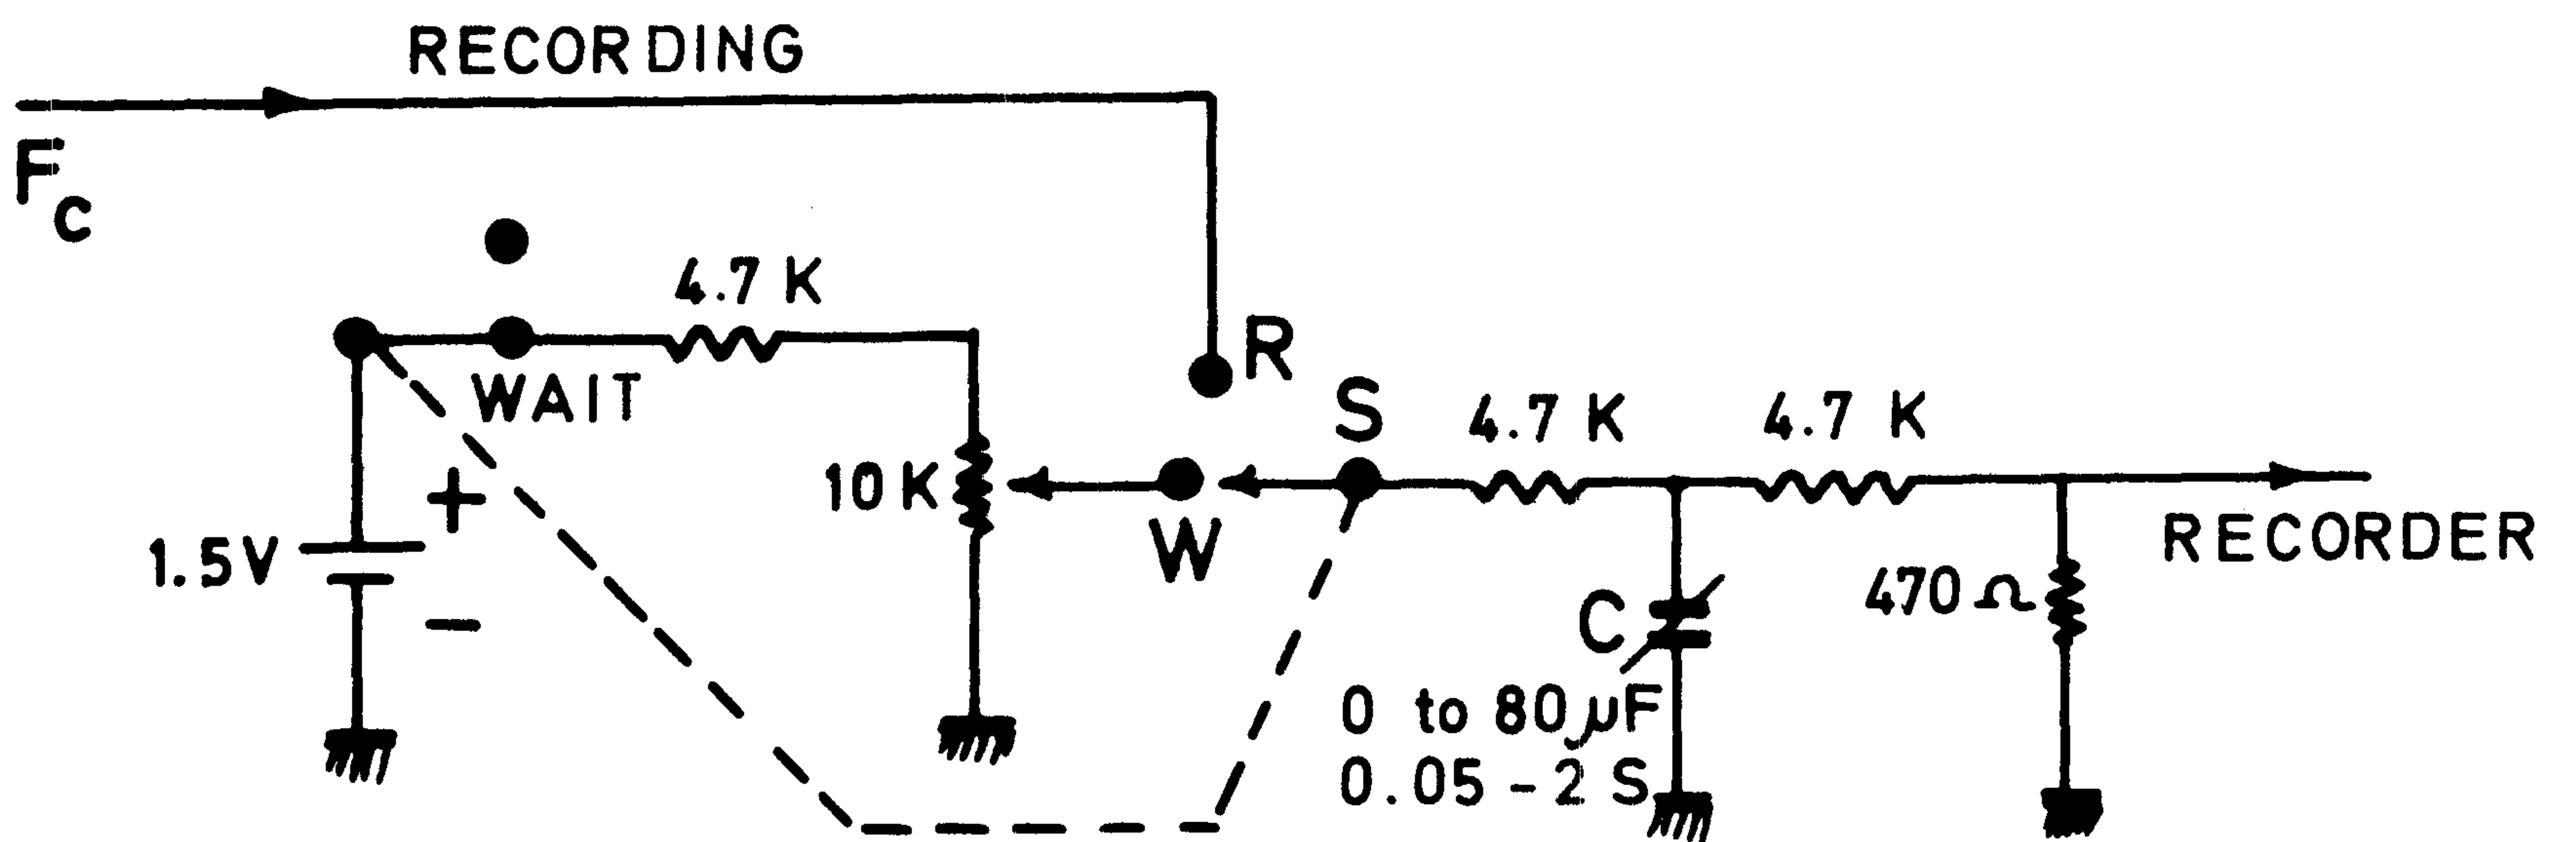 RECORDING
Fc
4.7 K
WAIT
R
S
4.7 K
4.7 K
10 K
W
+
1.5V
−
RECORDER
470 Ω
C
0 to 80 µF
0.05 - 2 S